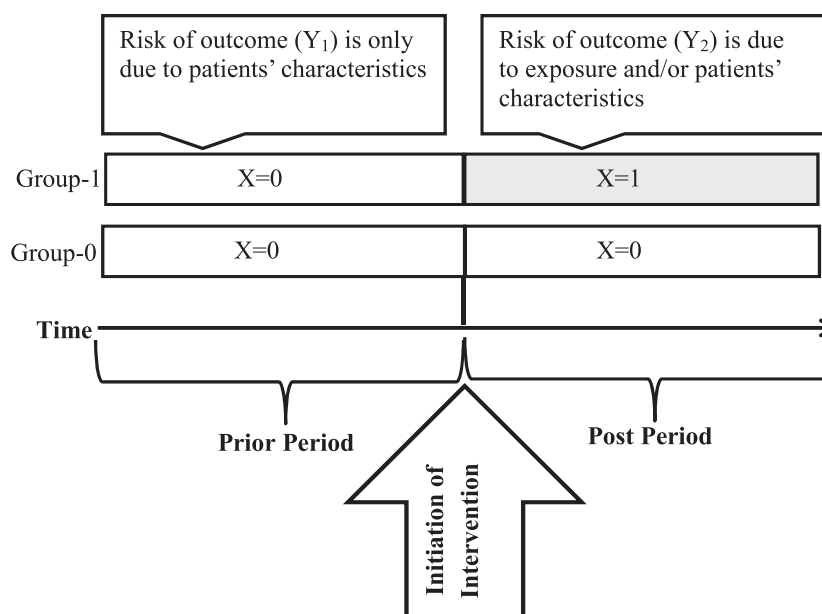 Risk of outcome (Y₁) is only
due to patients' characteristics
Risk of outcome (Y₂) is due
to exposure and/or patients'
characteristics
Group-1
X=0
X=1
Group-0
X=0
X=0
Time
Prior Period
Post Period
Initiation of
Intervention